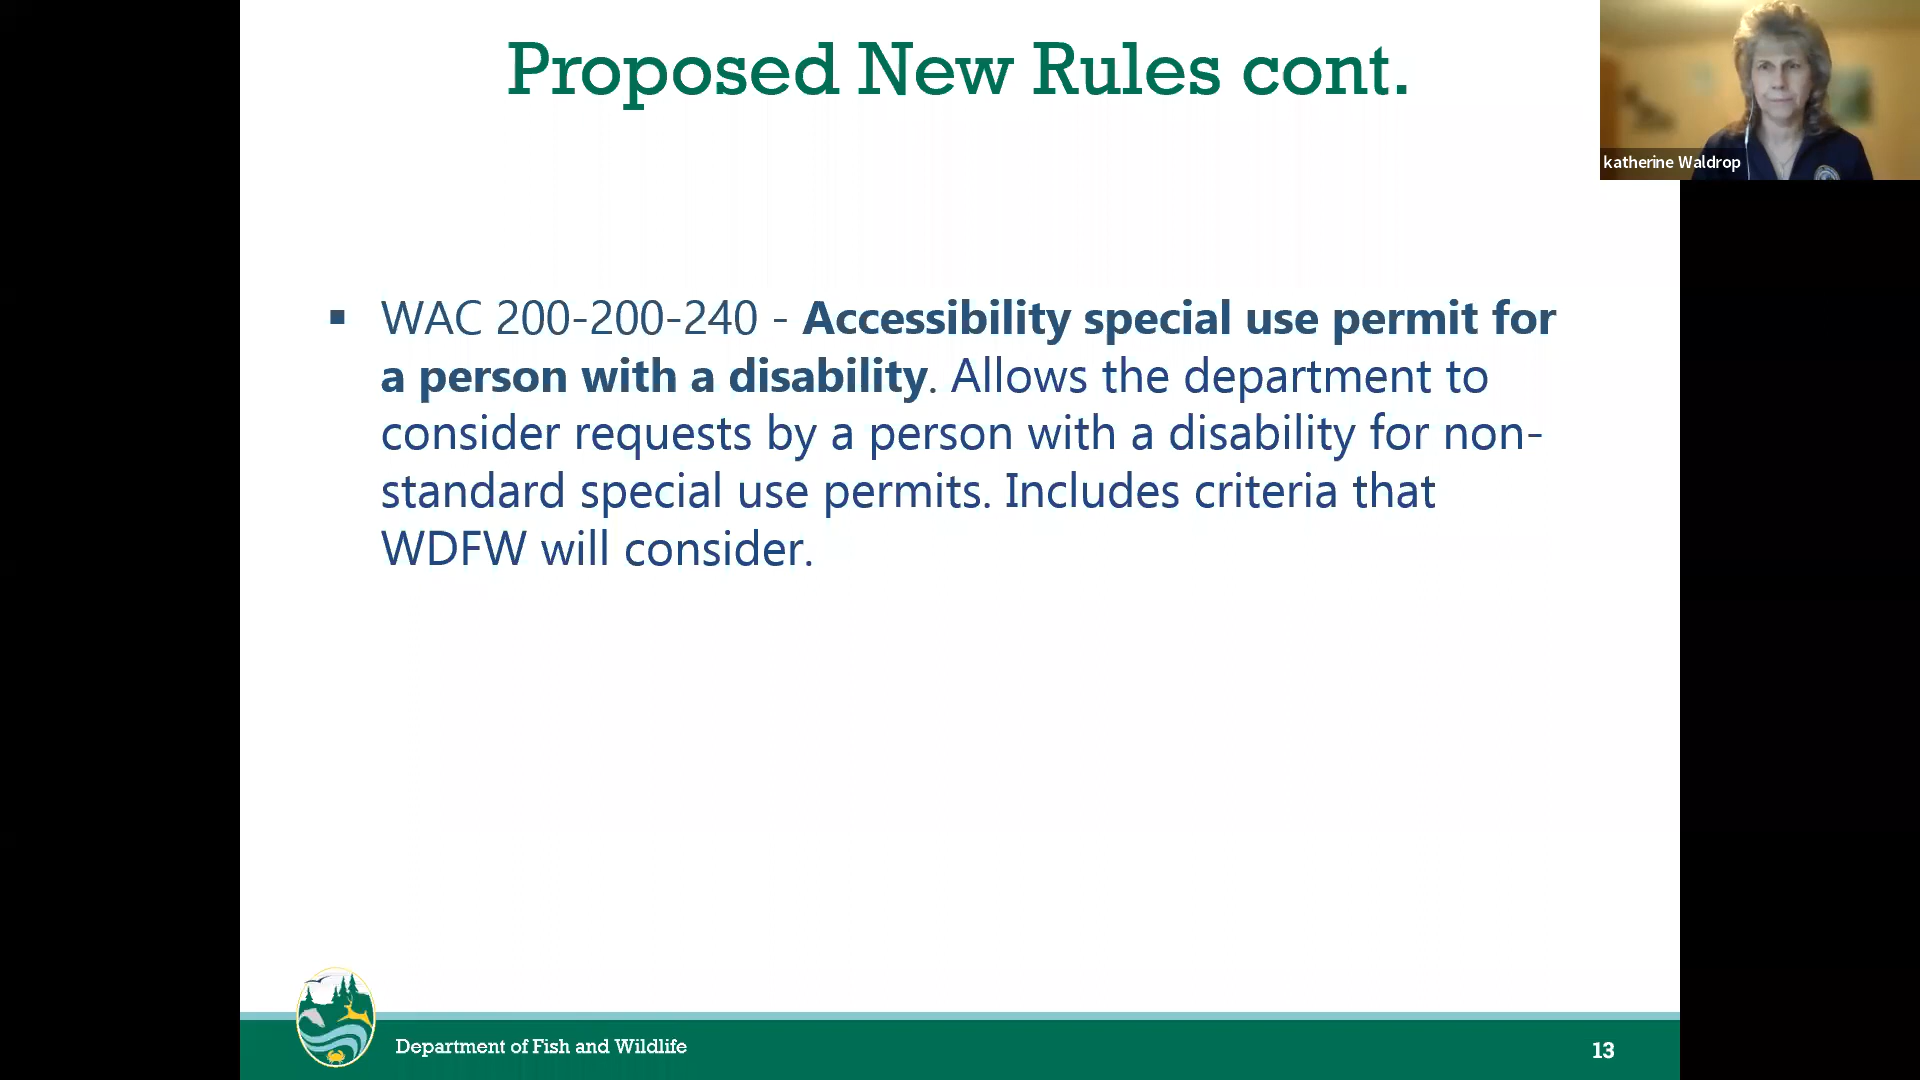 Proposed New Rules cont.
katherine Waldrop
▪ WAC 200-200-240 - Accessibility special use permit for
a person with a disability. Allows the department to
consider requests by a person with a disability for non-
standard special use permits. Includes criteria that
WDFW will consider.
Department of Fish and Wildlife
13